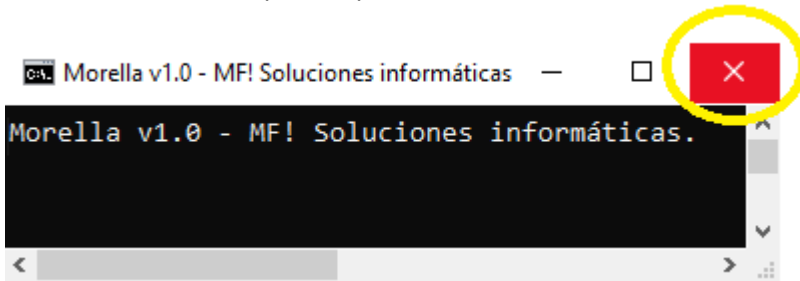 Morella v1.0 - MF! Soluciones informáticas
Morella v1.0 - MF! Soluciones informáticas.